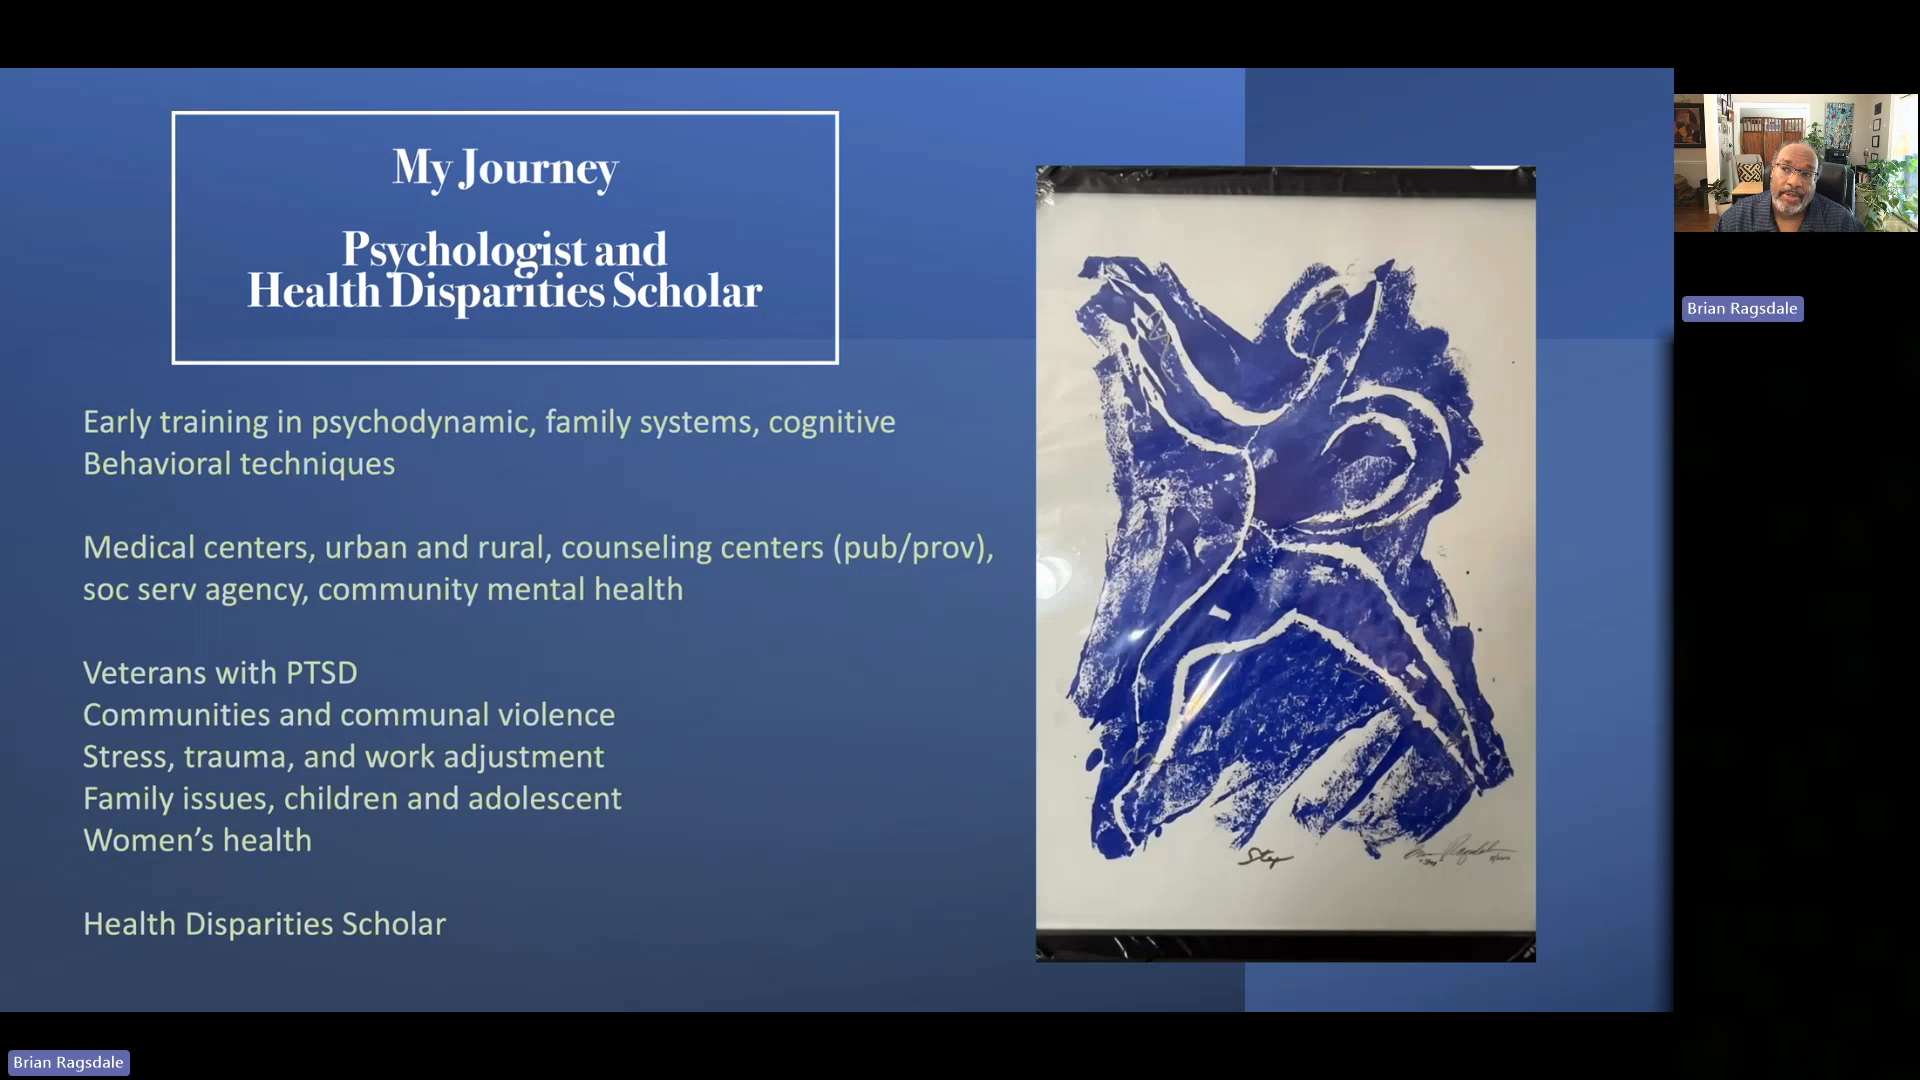 My Journey
Psychologist and
Health Disparities Scholar
Early training in psychodynamic, family systems, cognitive
Behavioral techniques
Medical centers, urban and rural, counseling centers (pub/prov),
soc serv agency, community mental health
Veterans with PTSD
Communities and communal violence
Stress, trauma, and work adjustment
Family issues, children and adolescent
Women’s health
Health Disparities Scholar
Step
Brian Ragsdale
Brian Ragsdale